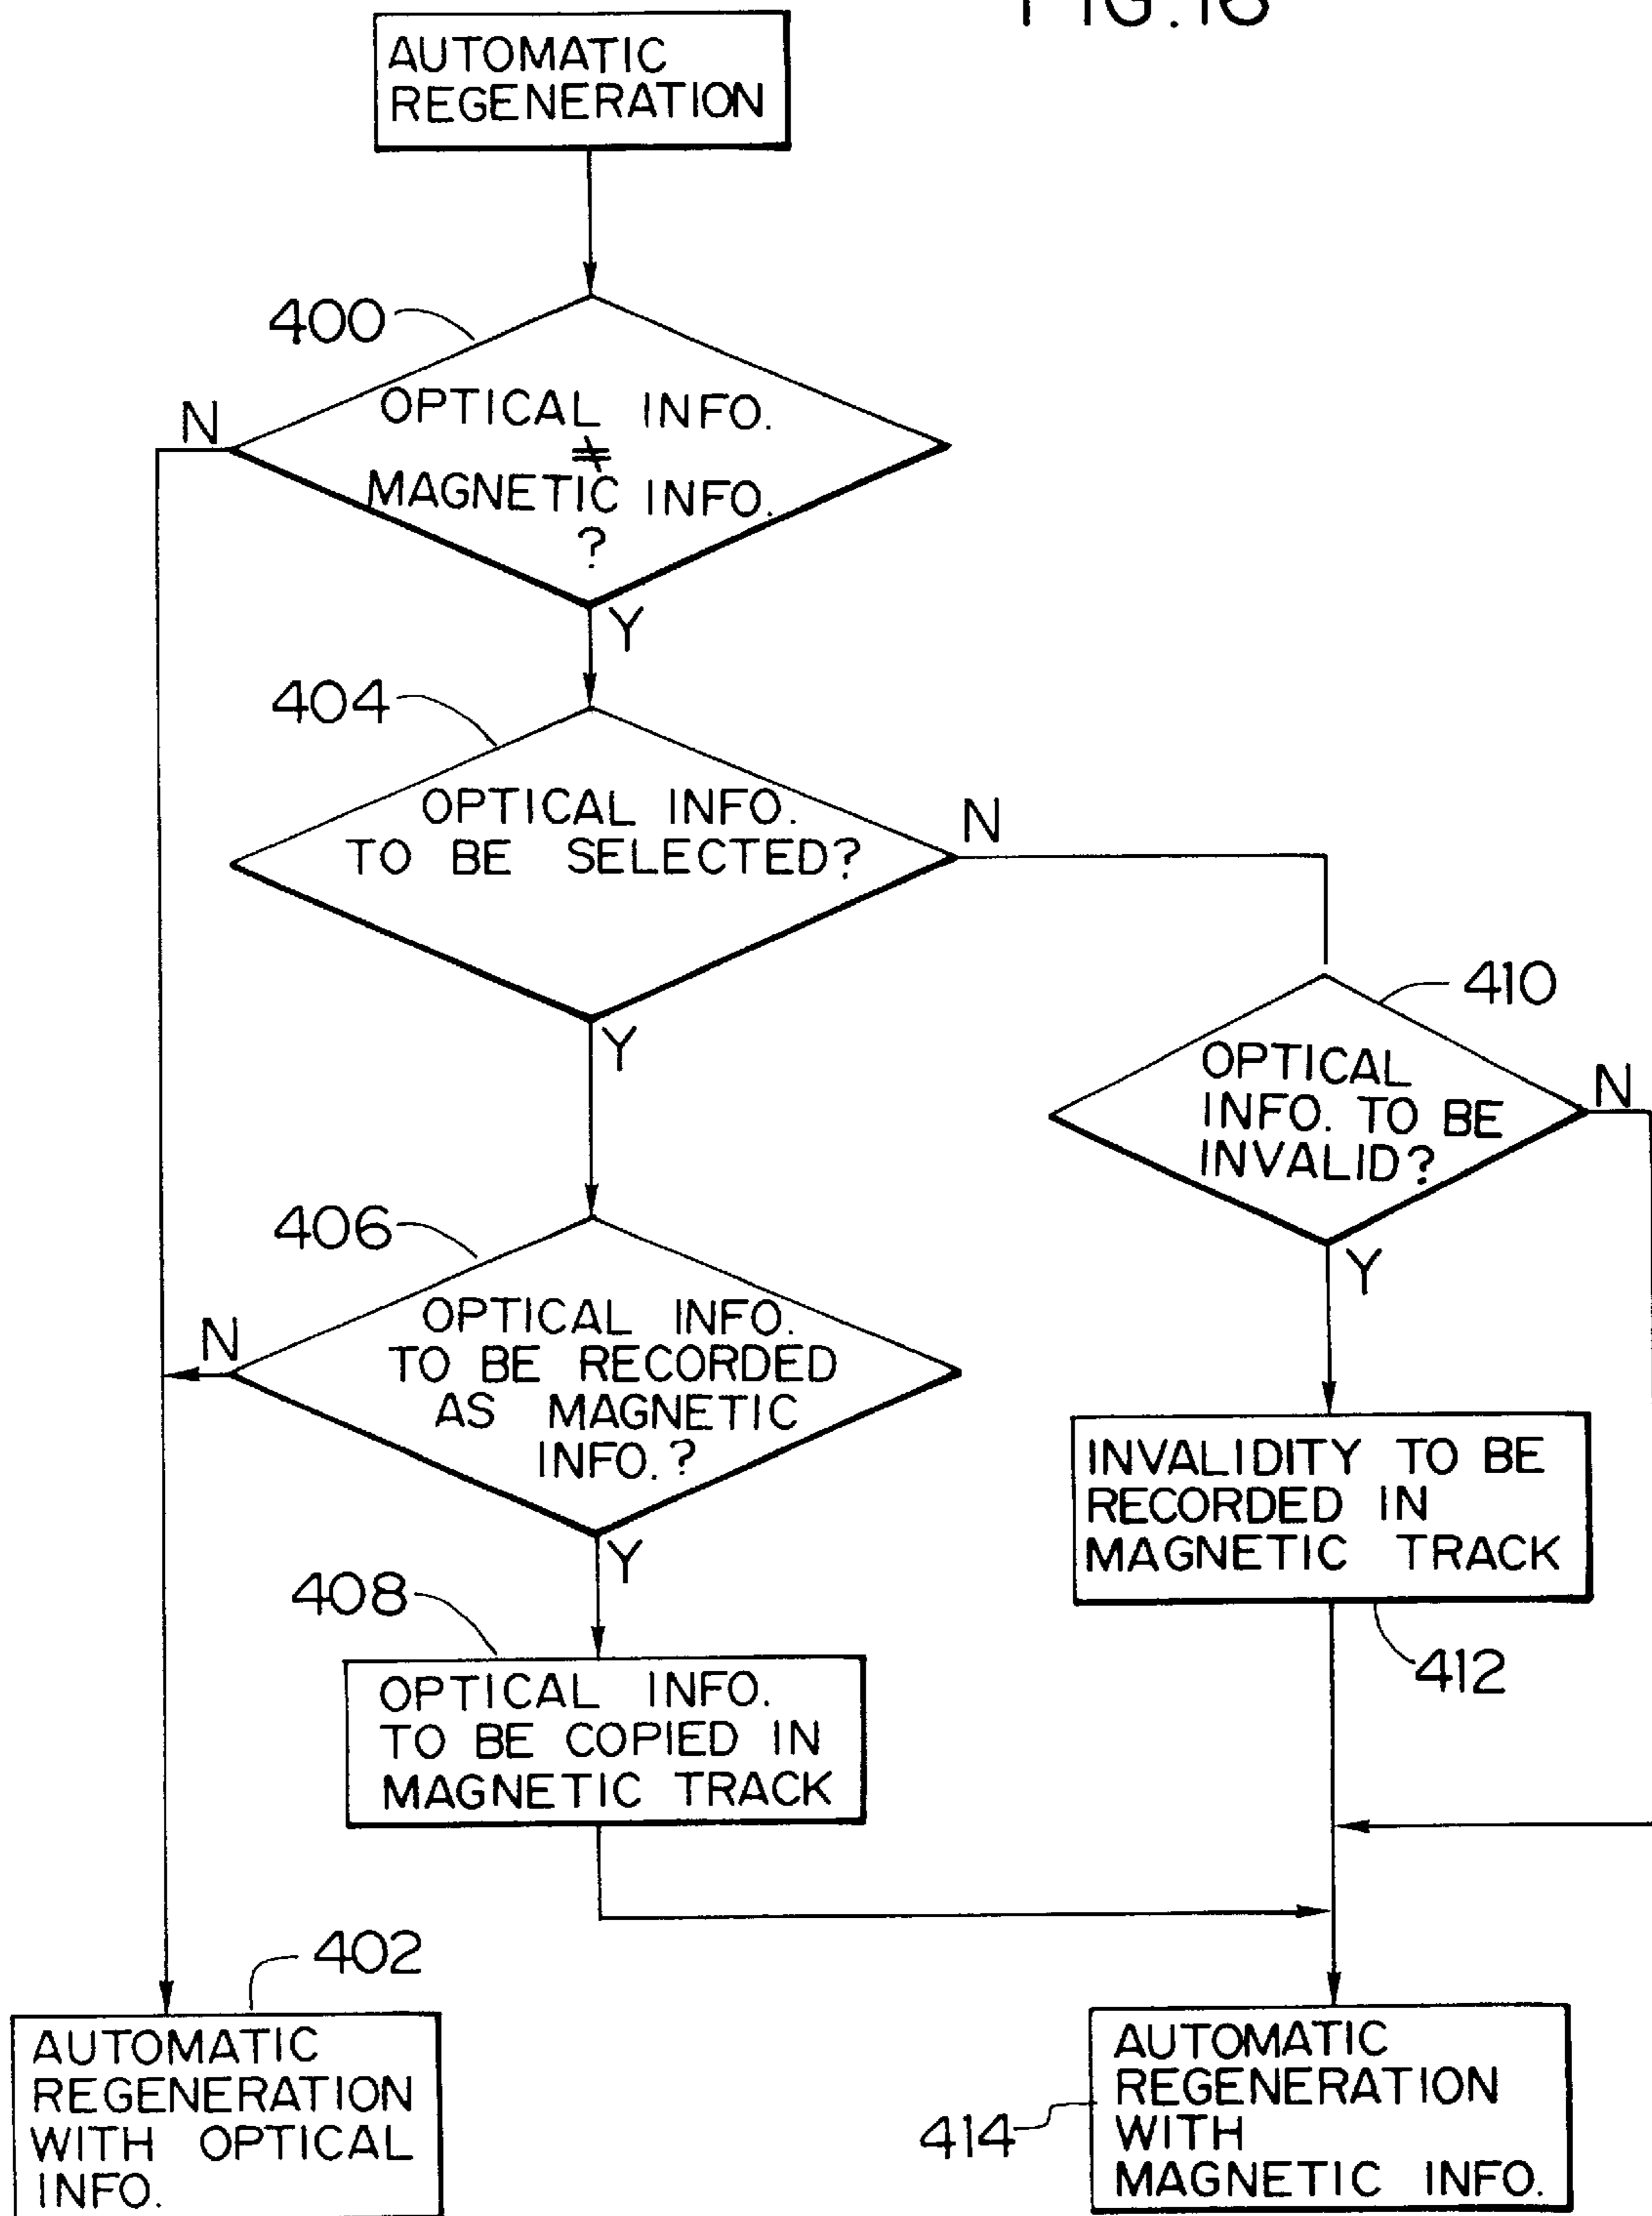 FIG.16
AUTOMATIC
REGENERATION
400
N
OPTICAL INFO.
≠
MAGNETIC INFO.
?
Y
404
OPTICAL INFO.
TO BE SELECTED?
N
Y
410
OPTICAL
INFO. TO BE
INVALID?
N
Y
406
N
OPTICAL INFO.
TO BE RECORDED
AS MAGNETIC
INFO.?
Y
INVALIDITY TO BE
RECORDED IN
MAGNETIC TRACK
412
408
OPTICAL INFO.
TO BE COPIED IN
MAGNETIC TRACK
402
AUTOMATIC
REGENERATION
WITH OPTICAL
INFO.
414
AUTOMATIC
REGENERATION
WITH
MAGNETIC INFO.